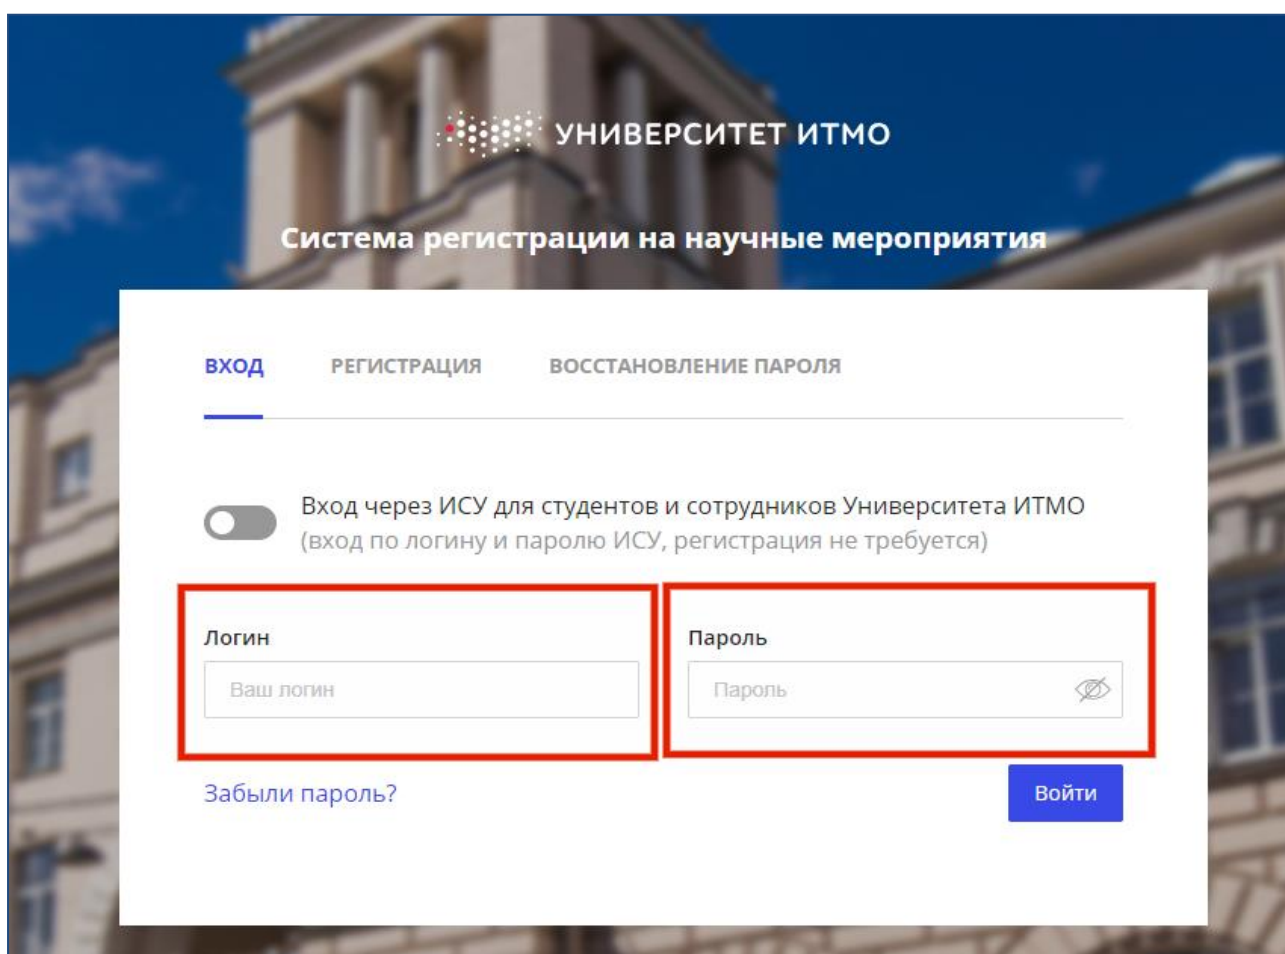 УНИВЕРСИТЕТ ИТМО
Система регистрации на научные мероприятия
ВХОД РЕГИСТРАЦИЯ ВОССТАНОВЛЕНИЕ ПАРОЛЯ
Вход через ИСУ для студентов и сотрудников Университета ИТМО
(вход по логину и паролю ИСУ, регистрация не требуется)
Логин Пароль
Ваш логин Пароль
Забыли пароль? Войти